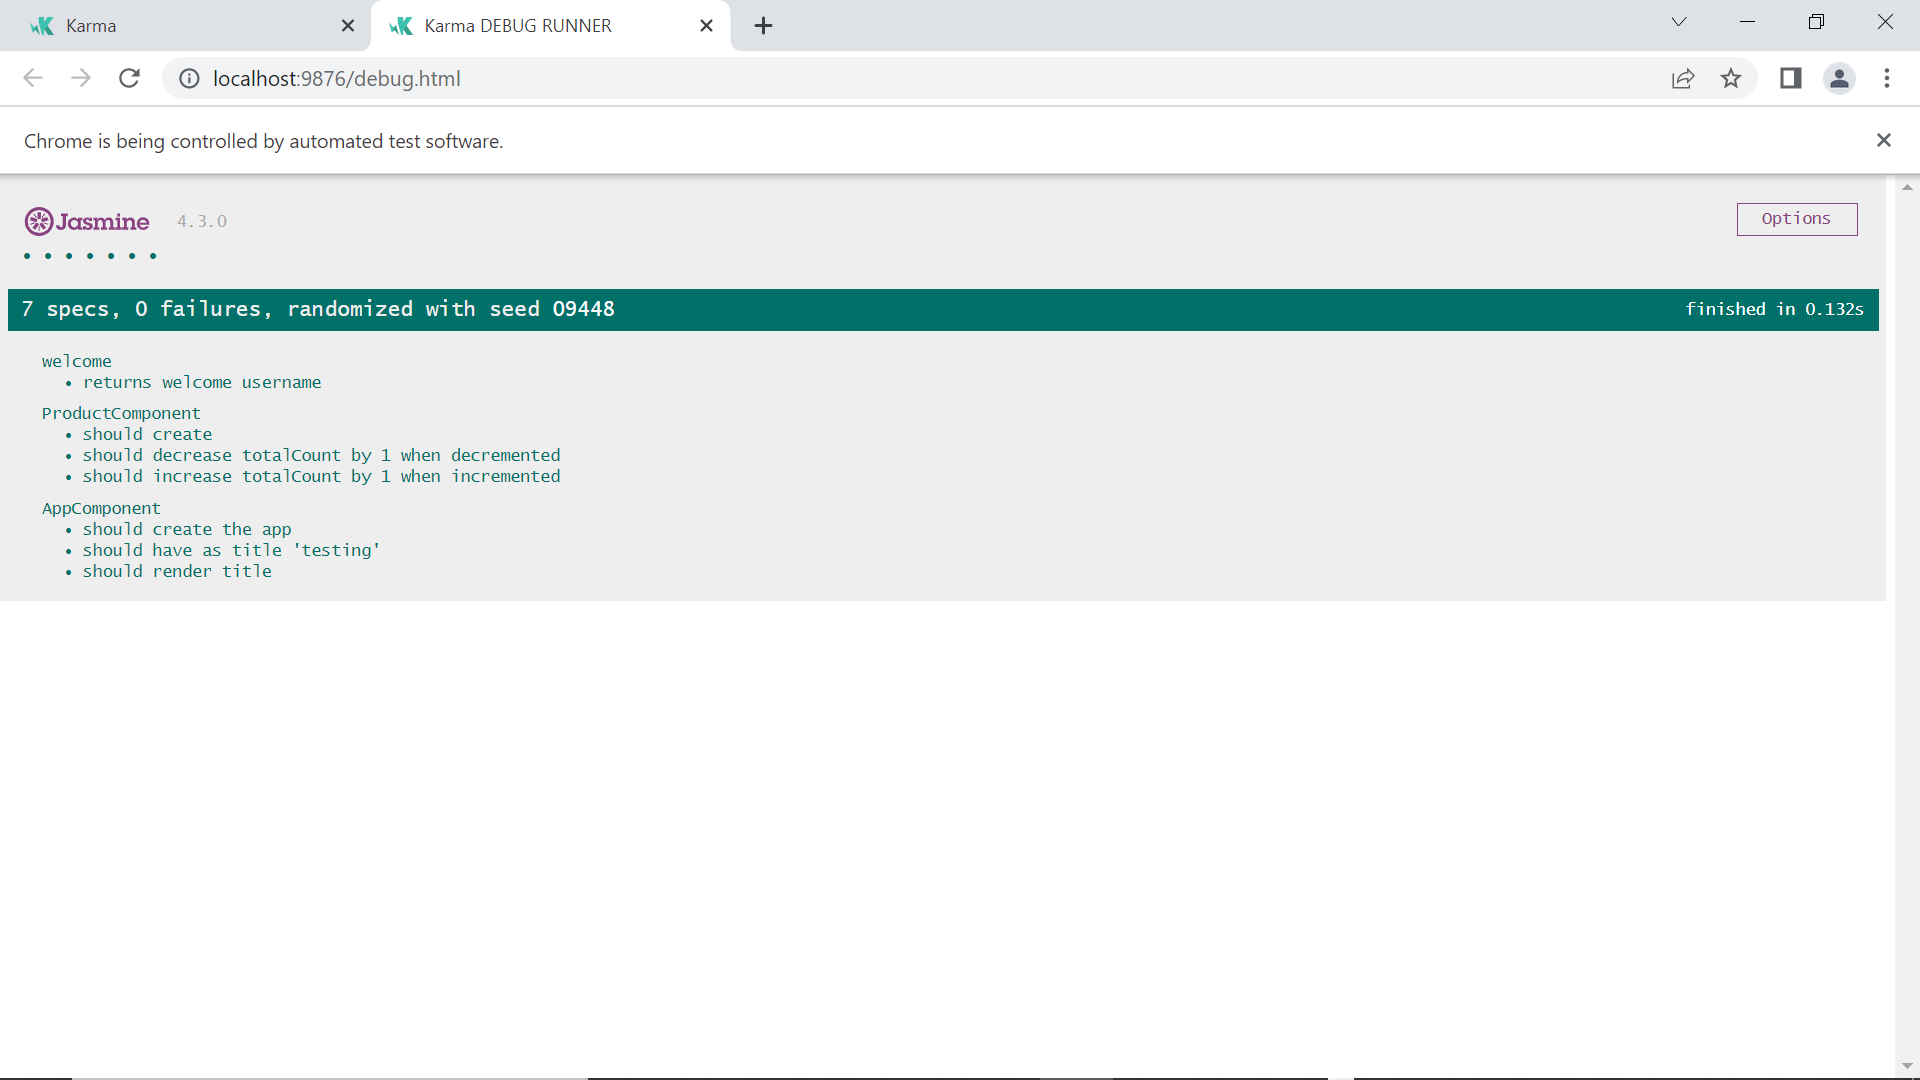 Karma
Karma DEBUG RUNNER
localhost:9876/debug.html
Chrome is being controlled by automated test software.
Jasmine 4.3.0
Options
• • • • • • •
7 specs, 0 failures, randomized with seed 09448
finished in 0.132s
welcome
• returns welcome username
ProductComponent
• should create
• should decrease totalCount by 1 when decremented
• should increase totalCount by 1 when incremented
AppComponent
• should create the app
• should have as title 'testing'
• should render title